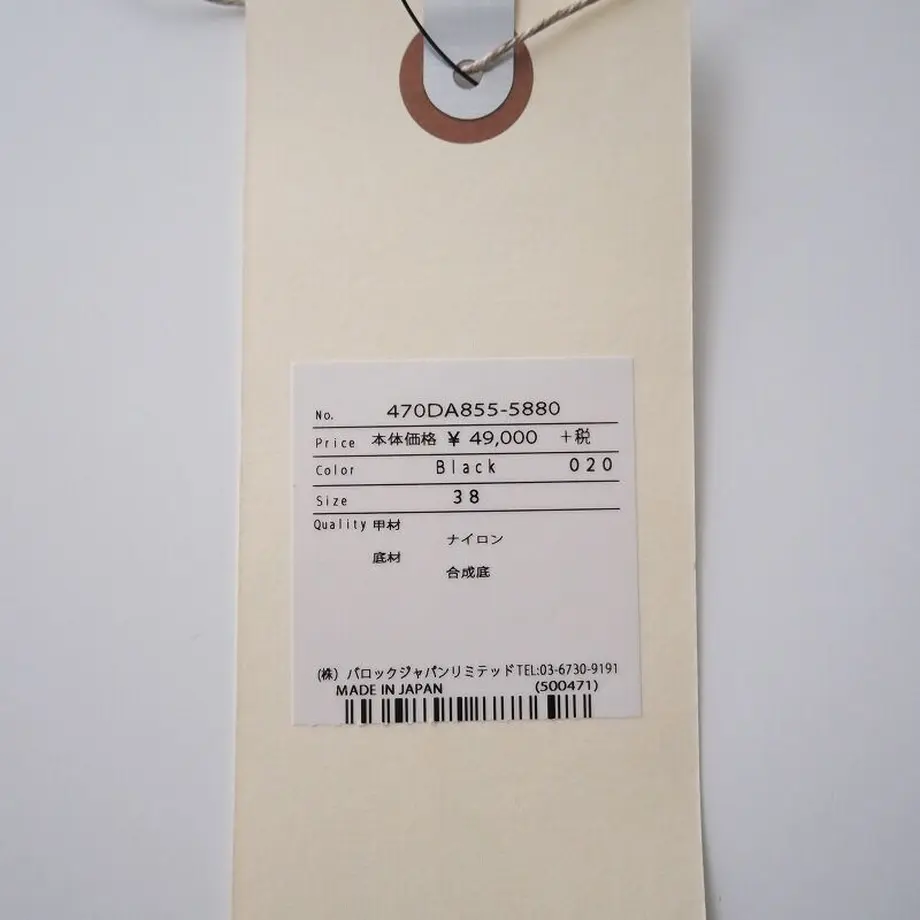 No. 470DA855-5880
Price 本体価格 ¥ 49,000 +税
Color Black 020
Size 38
Quality 甲材
ナイロン
底材
合成底
(株) バロックジャパンリミテッド TEL:03-6730-9191
MADE IN JAPAN (500471)